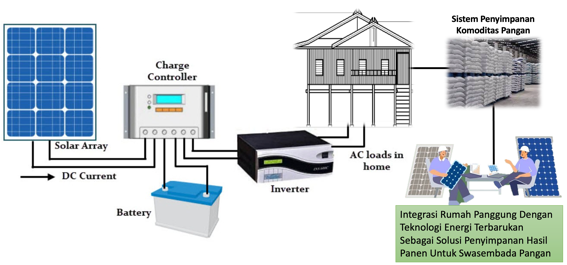 Sistem Penyimpanan
Komoditas Pangan
Charge
Controller
Solar Array
DC Current
Battery
Inverter
AC loads in
home
Integrasi Rumah Panggung Dengan
Teknologi Energi Terbarukan
Sebagai Solusi Penyimpanan Hasil
Panen Untuk Swasembada Pangan